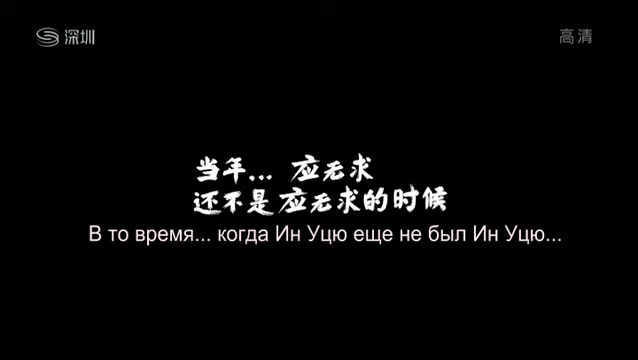 深圳
高清
当年... 应无求
还不是应无求的时候
В то время... когда Ин Уцю еще не был Ин Уцю...